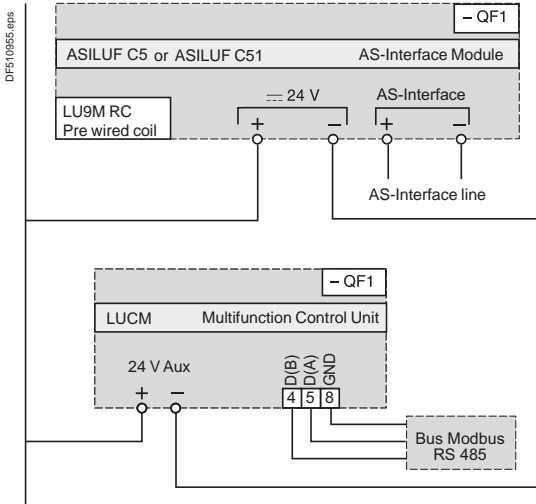 DF510955.eps
– QF1
ASILUF C5 or ASILUF C51 AS-Interface Module
LU9M RC
Pre wired coil
24 V AS-Interface
+ – + –
AS-Interface line
– QF1
LUCM Multifunction Control Unit
24 V Aux
+ –
D(B) D(A) GND
4 5 8
Bus Modbus
RS 485